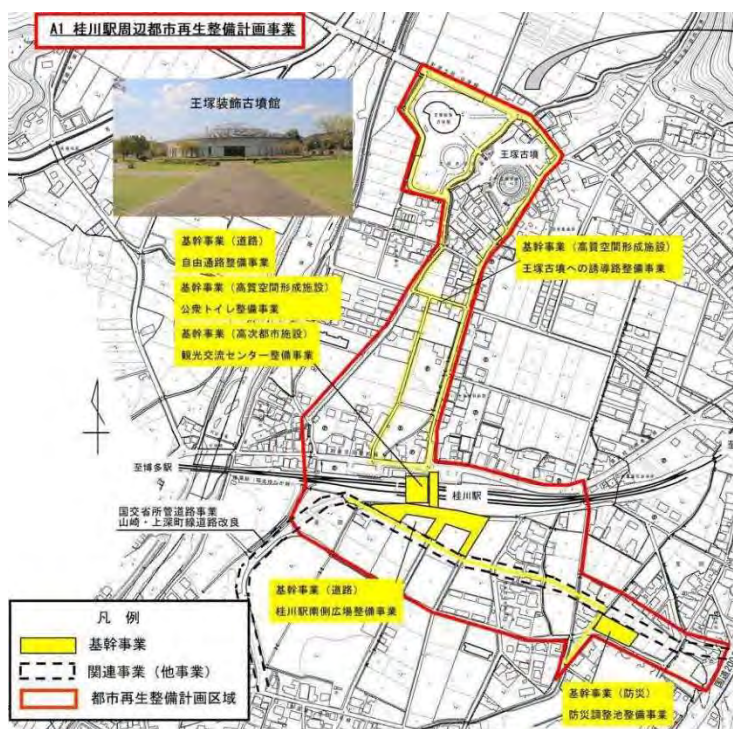 A1 桂川駅周辺都市再生整備計画事業
王塚装飾古墳館
王塚古墳
基幹事業（道路）
自由通路整備事業
基幹事業（高質空間形成施設）
公衆トイレ整備事業
基幹事業（高次都市施設）
観光交流センター整備事業
基幹事業（高質空間形成施設）
王塚古墳への誘導路整備事業
至博多駅
桂川駅
国交省所管道路事業
山崎・上深町線道路改良
基幹事業（道路）
桂川駅南側広場整備事業
凡 例
基幹事業
関連事業（他事業）
都市再生整備計画区域
基幹事業（防災）
防災調整池整備事業